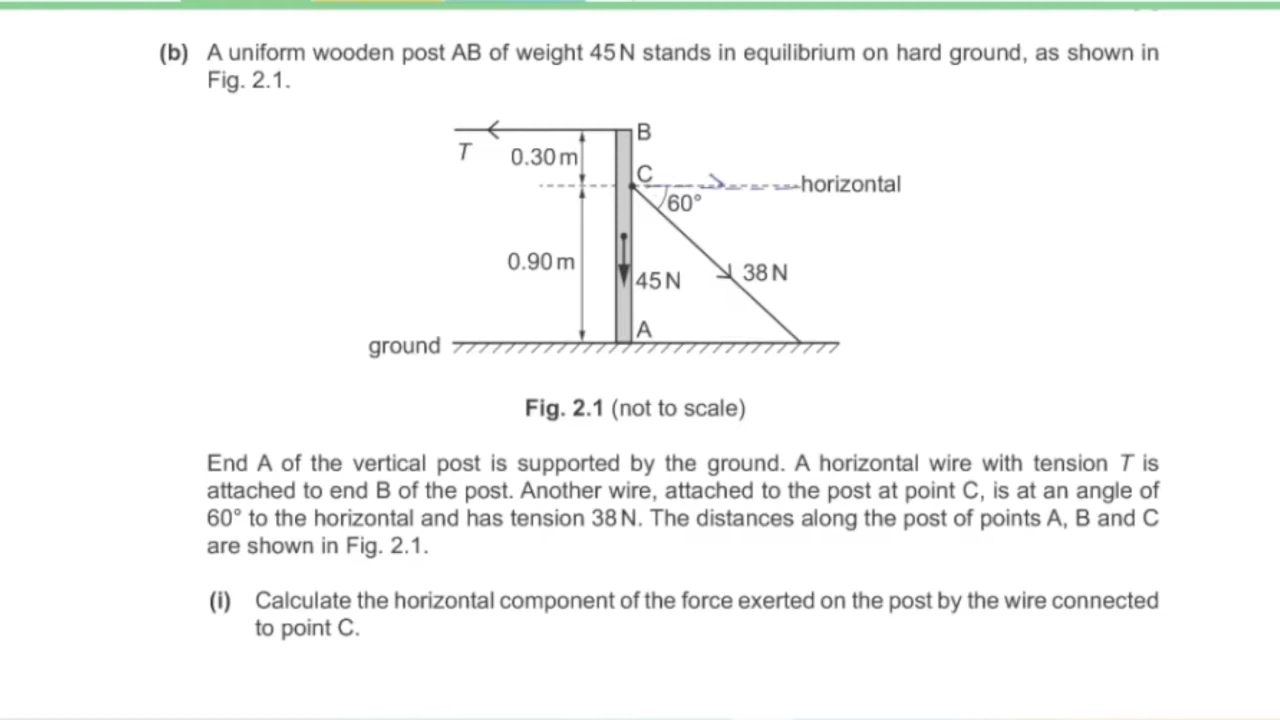 (b) A uniform wooden post AB of weight 45 N stands in equilibrium on hard ground, as shown in
Fig. 2.1.
B
T
0.30 m
C
horizontal
60°
0.90 m
45 N
38 N
A
ground
Fig. 2.1 (not to scale)
End A of the vertical post is supported by the ground. A horizontal wire with tension T is
attached to end B of the post. Another wire, attached to the post at point C, is at an angle of
60° to the horizontal and has tension 38 N. The distances along the post of points A, B and C
are shown in Fig. 2.1.
(i) Calculate the horizontal component of the force exerted on the post by the wire connected
to point C.